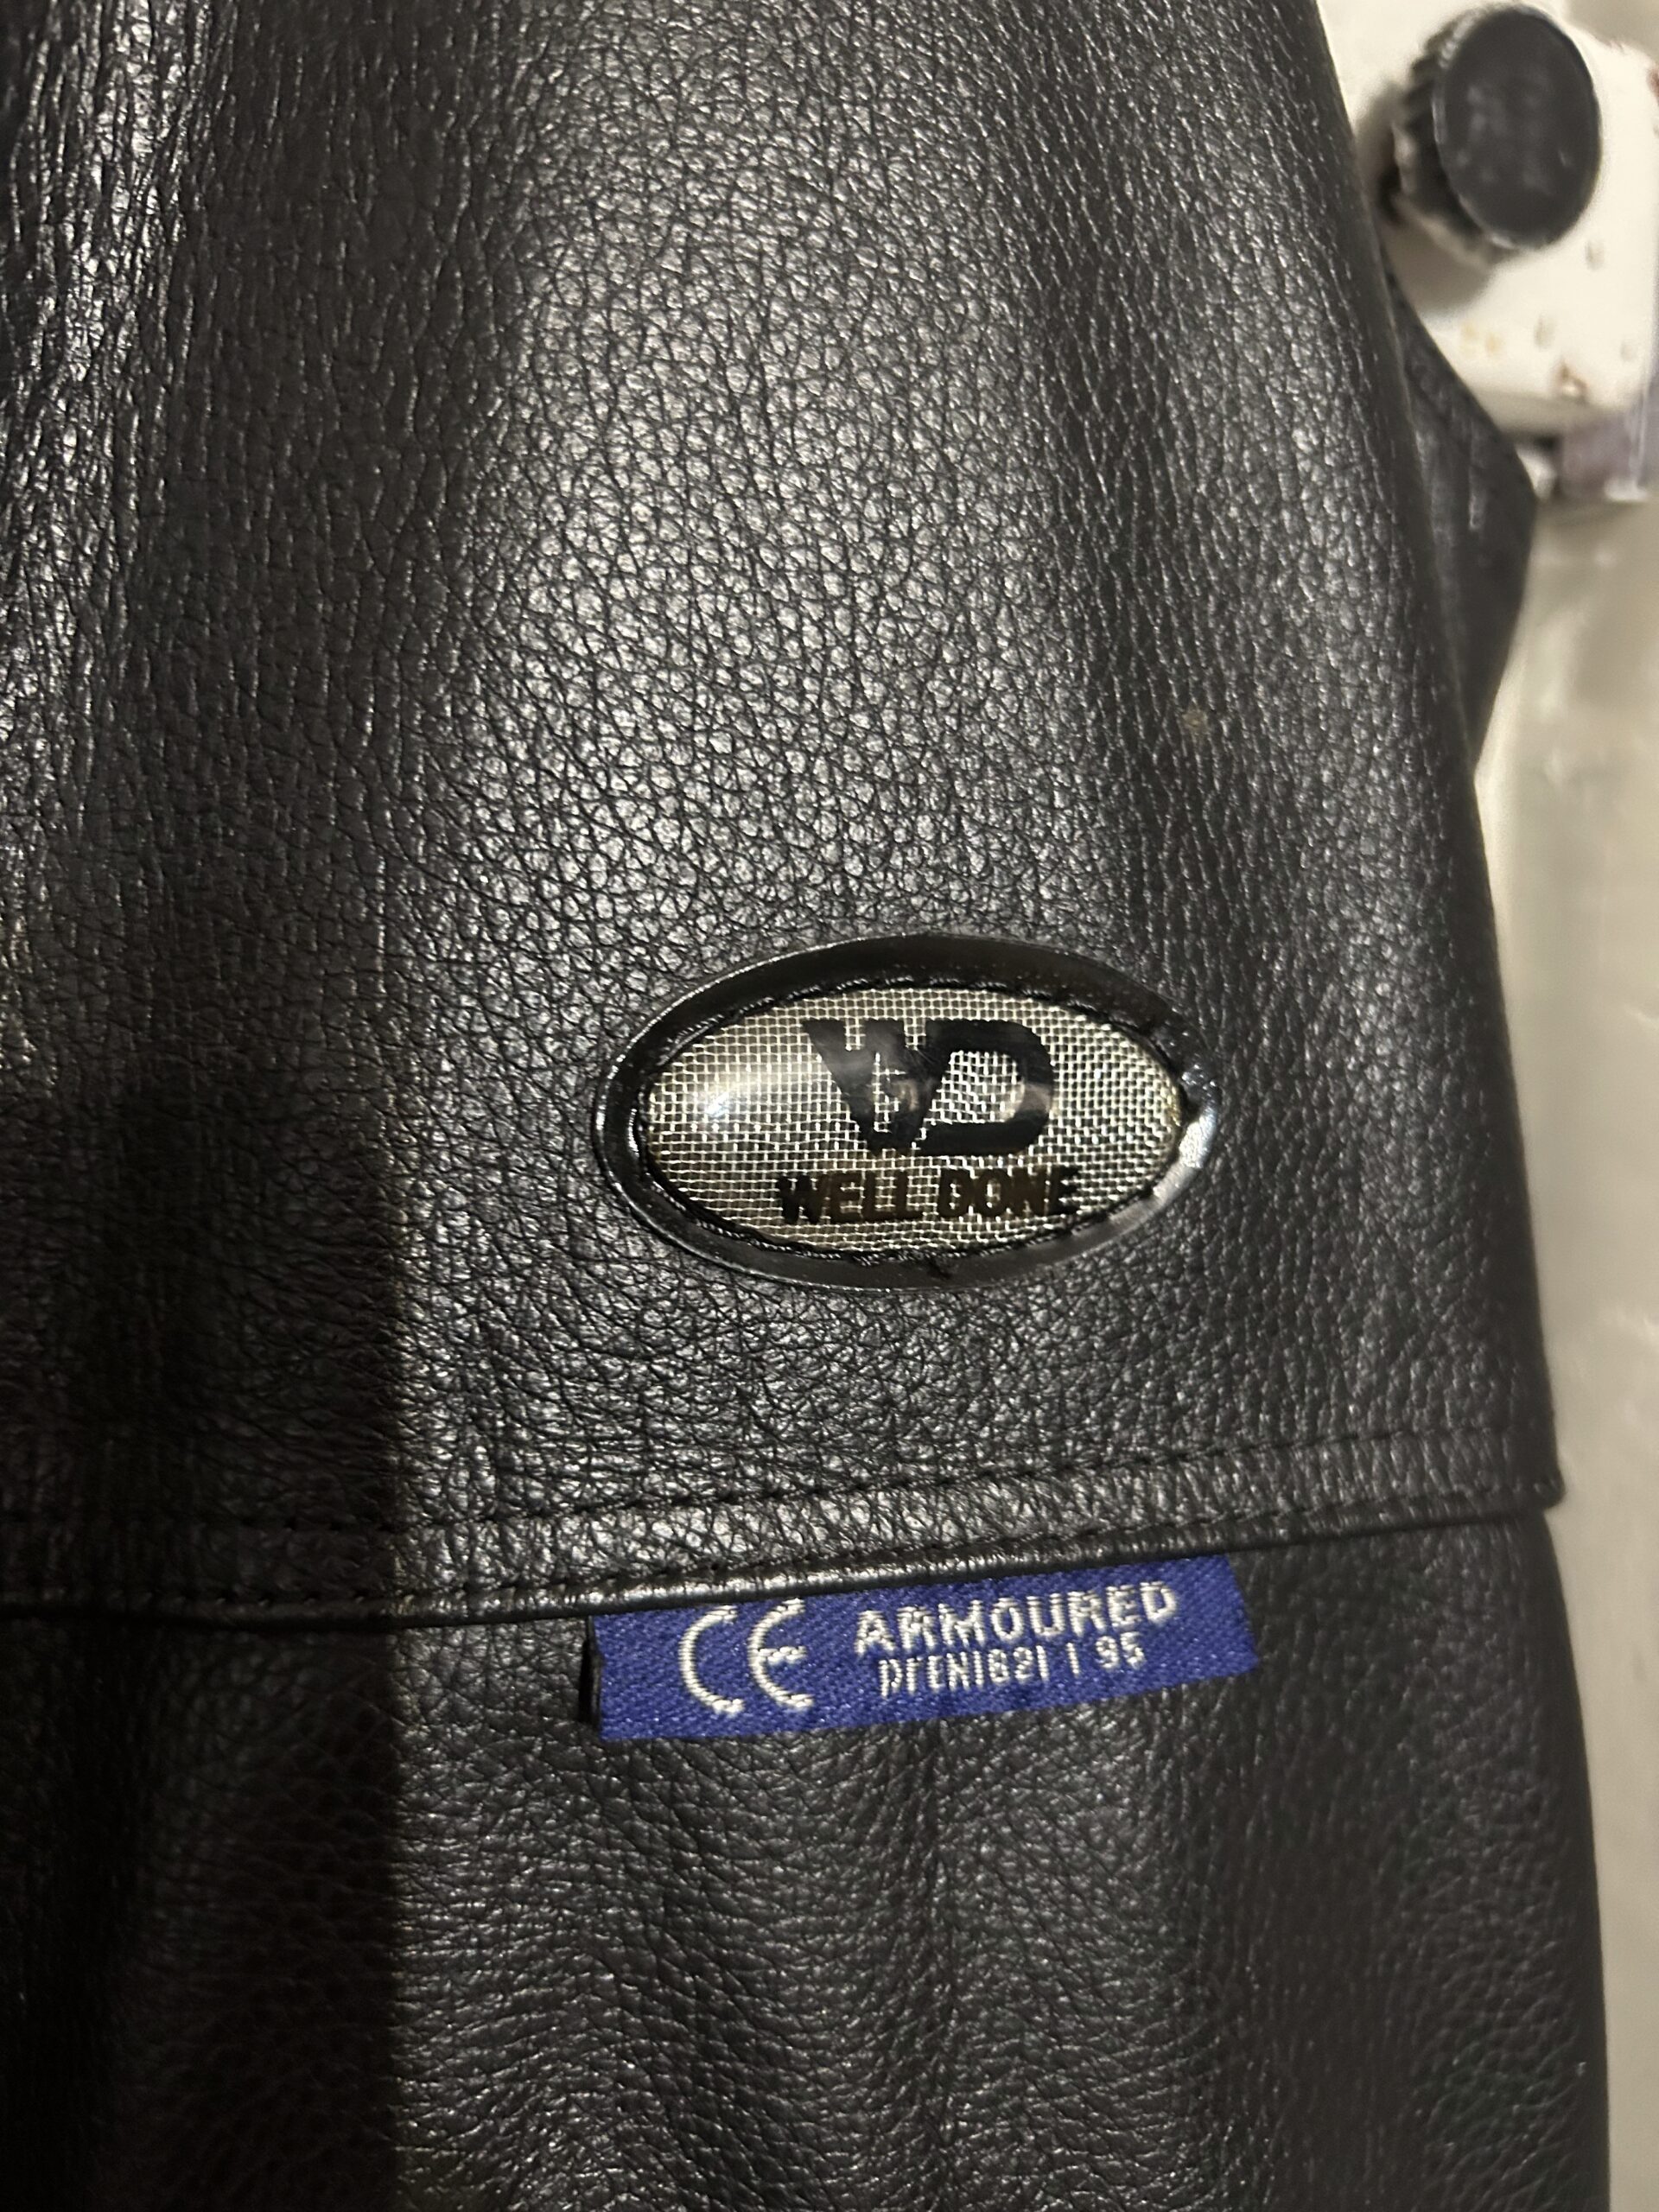 WD
WELL DONE
CE ARMOURED
prEN1621 1 95